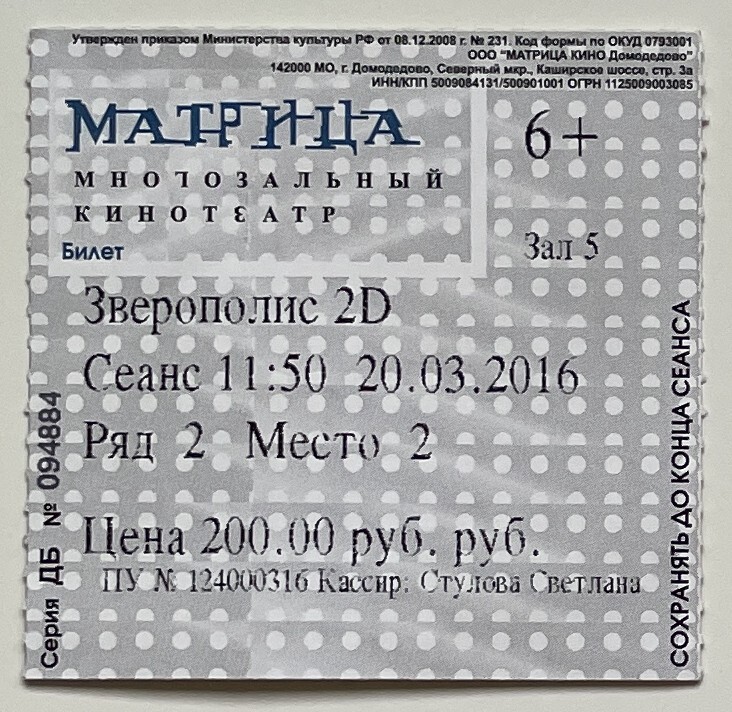 Утвержден приказом Министерства культуры РФ от 08.12.2008 г. № 231. Код формы по ОКУД 0793001
ООО "МАТРИЦА КИНО Домодедово"
142000 МО, г. Домодедово, Северный мкр., Каширское шоссе, стр. 3а
ИНН/КПП 5009084131/500901001 ОГРН 1125009003085
МАТРИЦА
МНОГОЗАЛЬНЫЙ
КИНОТЕАТР
Билет
6+
Зал 5
Зверополис 2D
Сеанс 11:50 20.03.2016
Ряд 2 Место 2
Цена 200.00 руб. руб.
ПУ № 124000316 Кассир: Стулова Светлана
Серия ДБ № 094884
СОХРАНЯТЬ ДО КОНЦА СЕАНСА